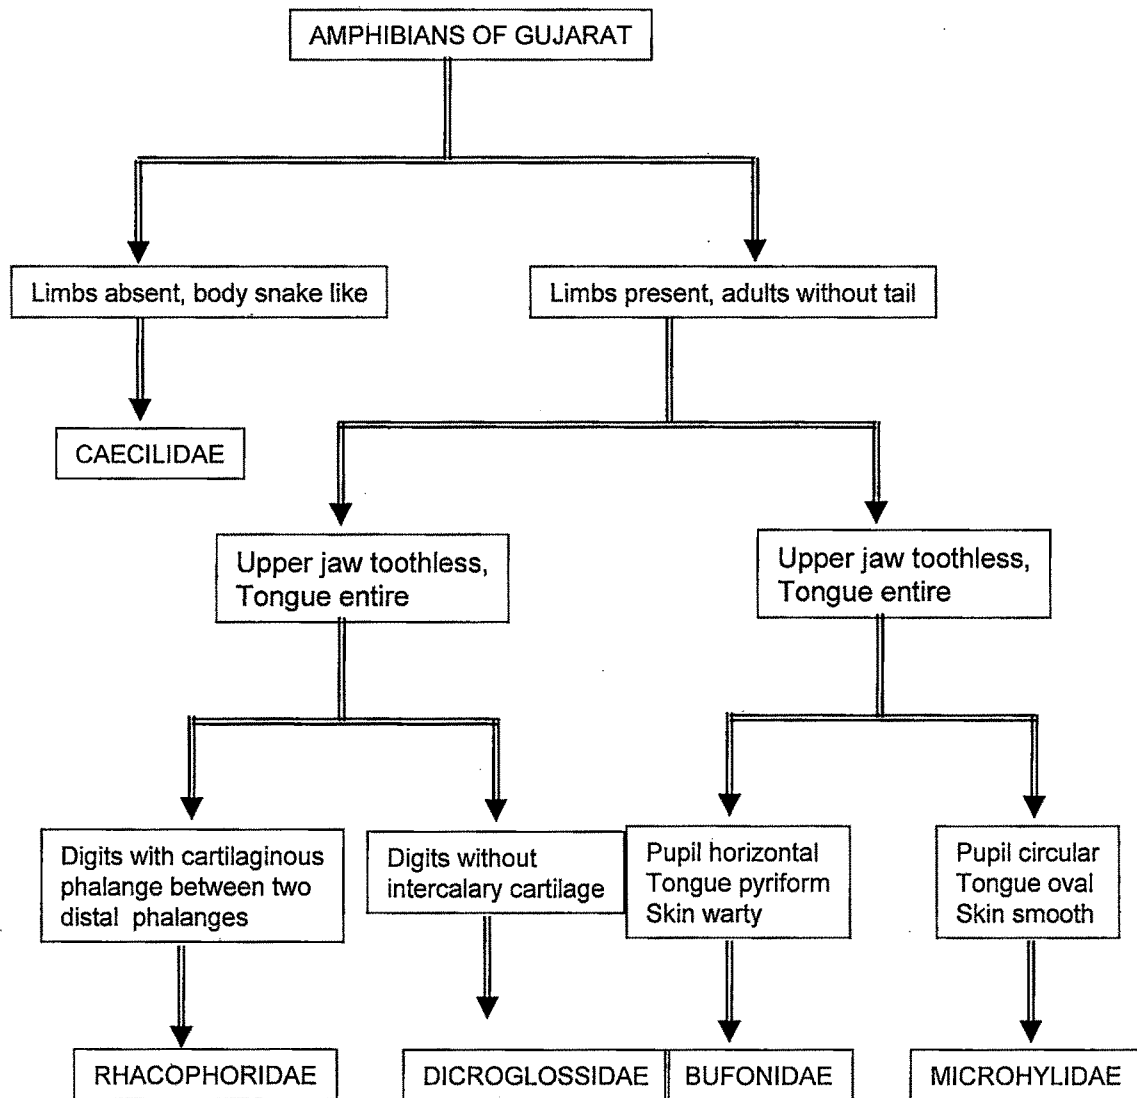 AMPHIBIANS OF GUJARAT
Limbs absent, body snake like
Limbs present, adults without tail
CAECILIDAE
Upper jaw toothless,
Tongue entire
Upper jaw toothless,
Tongue entire
Digits with cartilaginous
phalange between two
distal phalanges
Digits without
intercalary cartilage
Pupil horizontal
Tongue pyriform
Skin warty
Pupil circular
Tongue oval
Skin smooth
RHACOPHORIDAE
DICROGLOSSIDAE
BUFONIDAE
MICROHYLIDAE